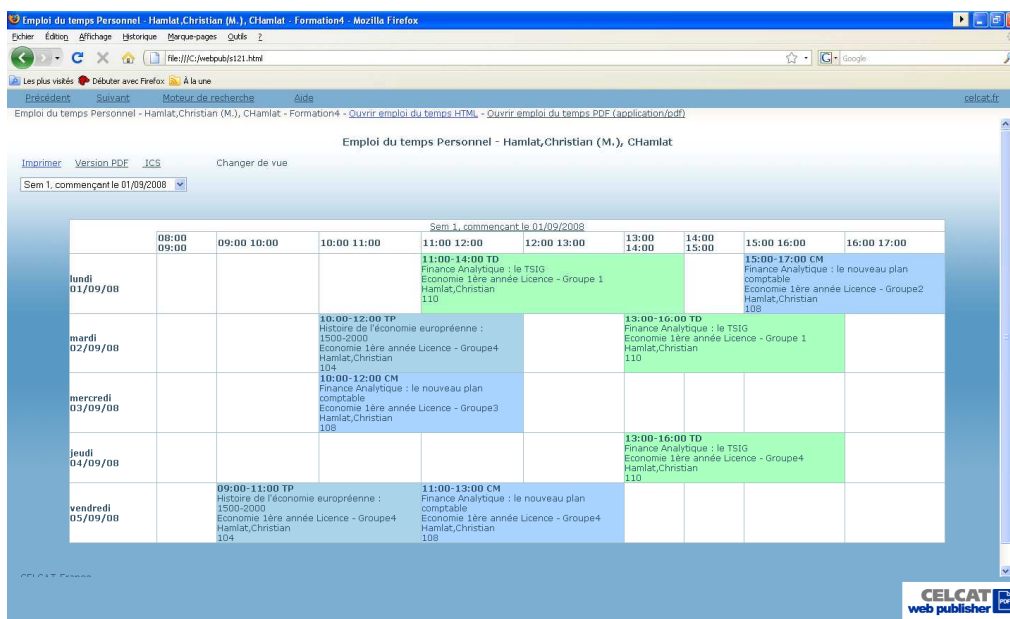 Emploi du temps Personnel - Hamlat,Christian (M.), CHamlat - Formation4 - Mozilla Firefox
Fichier Édition Affichage Historique Marque-pages Outils ?
file:///C:/webpub/s121.html
Google
Les plus visités Débuter avec Firefox À la une
Précédent Suivant Moteur de recherche Aide celcat.fr
Emploi du temps Personnel - Hamlat,Christian (M.), CHamlat - Formation4 - Ouvrir emploi du temps HTML - Ouvrir emploi du temps PDF (application/pdf)
Emploi du temps Personnel - Hamlat,Christian (M.), CHamlat
Imprimer Version PDF ICS Changer de vue
Sem 1, commençant le 01/09/2008
Sem 1, commencant le 01/09/2008
08:00 09:00 10:00 10:00 11:00 11:00 12:00 12:00 13:00 13:00 14:00 15:00 16:00 16:00 17:00
09:00 14:00 15:00
lundi
01/09/08
11:00-14:00 TD
Finance Analytique : le TSIG
Economie 1ère année Licence - Groupe 1
Hamlat,Christian
110
15:00-17:00 CM
Finance Analytique : le nouveau plan
comptable
Economie 1ère année Licence - Groupe2
Hamlat,Christian
108
mardi
02/09/08
10:00-12:00 TP
Histoire de l'économie europréenne :
1500-2000
Economie 1ère année Licence - Groupe4
Hamlat,Christian
104
13:00-16:00 TD
Finance Analytique : le TSIG
Economie 1ère année Licence - Groupe 1
Hamlat,Christian
110
mercredi
03/09/08
10:00-12:00 CM
Finance Analytique : le nouveau plan
comptable
Economie 1ère année Licence - Groupe3
Hamlat,Christian
108
jeudi
04/09/08
13:00-16:00 TD
Finance Analytique : le TSIG
Economie 1ère année Licence - Groupe4
Hamlat,Christian
110
vendredi
05/09/08
09:00-11:00 TP
Histoire de l'économie europréenne :
1500-2000
Economie 1ère année Licence - Groupe4
Hamlat,Christian
104
11:00-13:00 CM
Finance Analytique : le nouveau plan
comptable
Economie 1ère année Licence - Groupe4
Hamlat,Christian
108
CELCAT France
CELCAT
web publisher
PDF